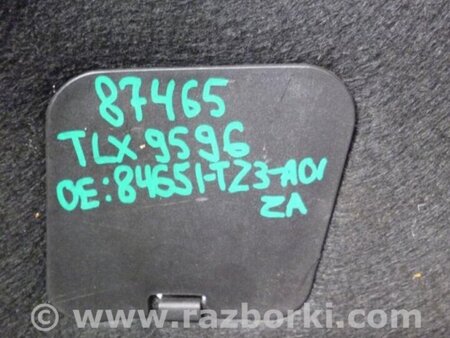 87465
TLX 9596
OE:84651-TZ3-A01
ZA
www.razborki.com